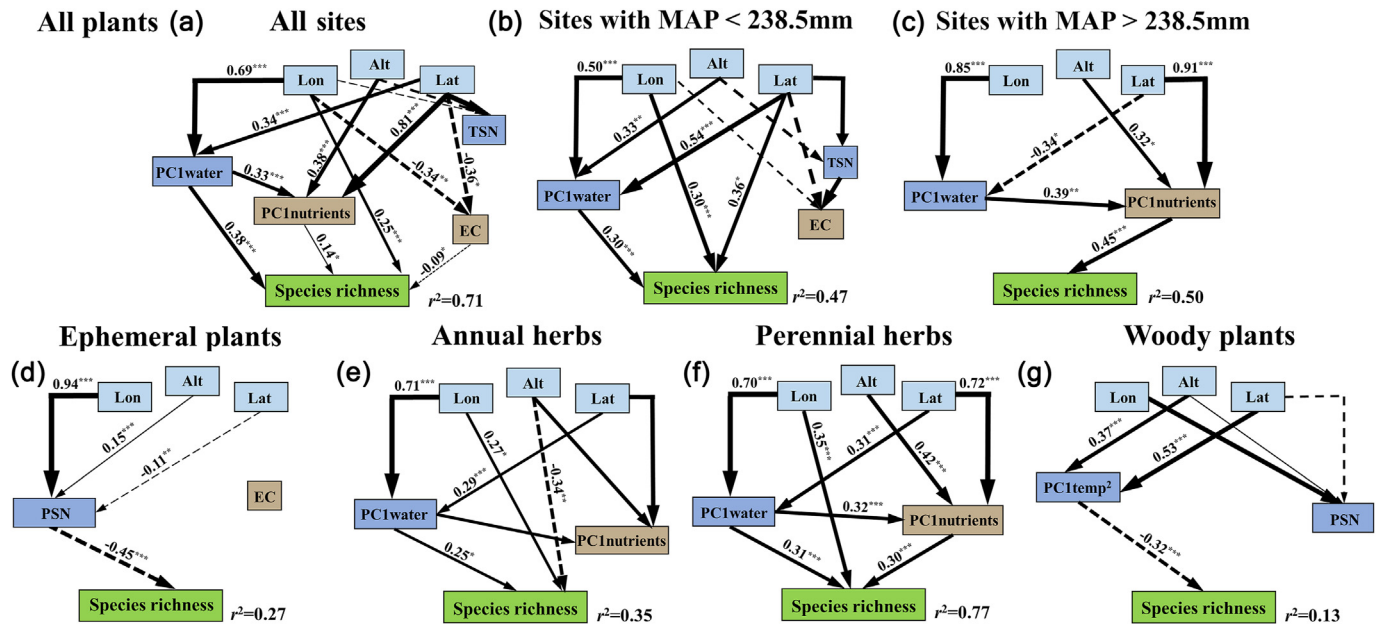 All plants (a) All sites
Lon
Alt
Lat
0.69***
0.34***
0.81***
TSN
PC1water
0.33***
0.38***
-0.34**
-0.36*
PC1nutrients
EC
0.38***
0.14*
0.25***
-0.09*
Species richness
r²=0.71
(b) Sites with MAP < 238.5mm
0.50***
Lon
Alt
Lat
0.33**
0.54***
TSN
PC1water
EC
0.30***
0.36*
0.30***
Species richness
r²=0.47
(c) Sites with MAP > 238.5mm
0.85***
Lon
Alt
Lat
0.91***
-0.34*
0.32*
PC1water
0.39**
PC1nutrients
0.45***
Species richness
r²=0.50
Ephemeral plants
(d)
0.94***
Lon
Alt
Lat
0.15***
-0.11**
PSN
EC
-0.45***
Species richness
r²=0.27
Annual herbs
(e)
0.71***
Lon
Alt
Lat
0.27*
0.29***
-0.34**
PC1water
PC1nutrients
0.25*
Species richness
r²=0.35
Perennial herbs
(f)
0.70***
Lon
Alt
Lat
0.72***
0.35***
0.31***
0.42***
PC1water
0.32***
PC1nutrients
0.31***
0.30***
Species richness
r²=0.77
Woody plants
(g)
Lon
Alt
Lat
0.37***
0.53***
PC1temp²
PSN
-0.32***
Species richness
r²=0.13